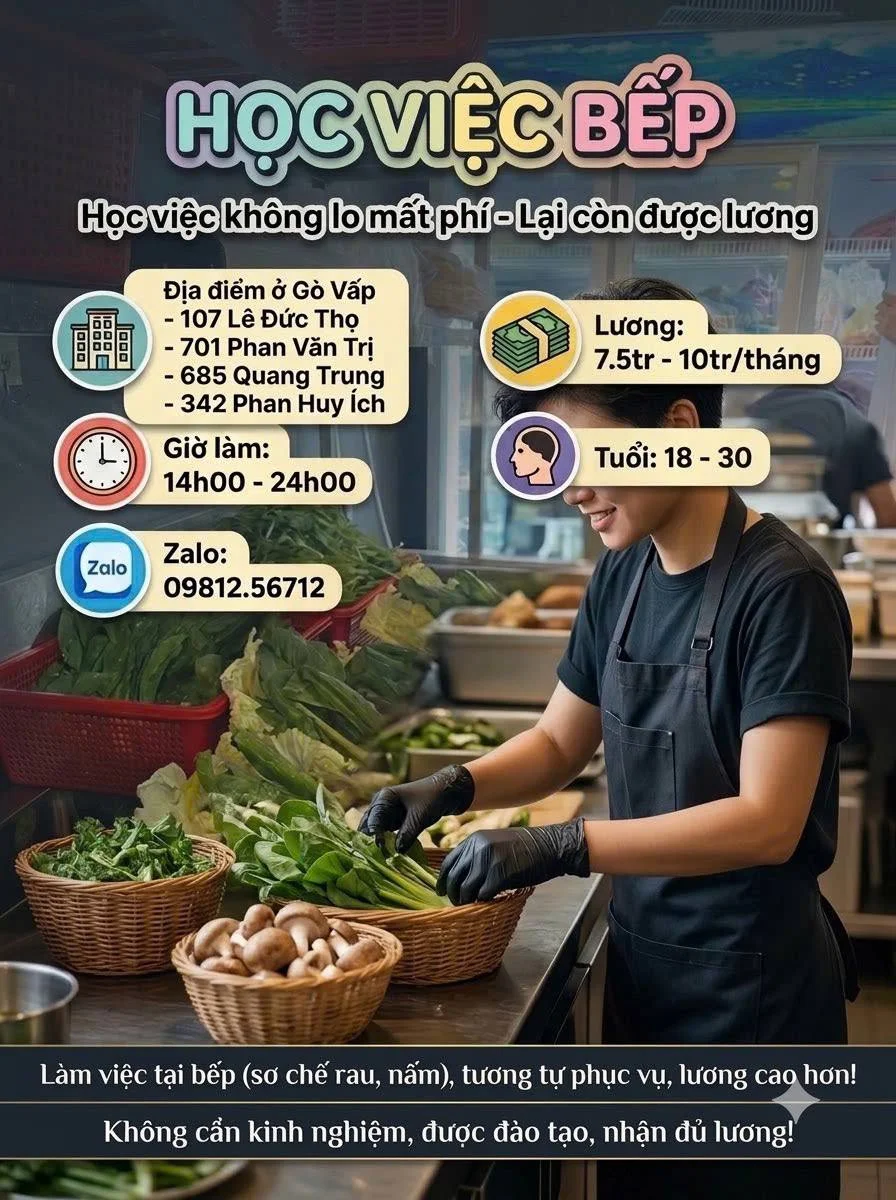 HỌC VIỆC BẾP
Học việc không lo mất phí - Lại còn được lương
Địa điểm ở Gò Vấp
- 107 Lê Đức Thọ
- 701 Phan Văn Trị
- 685 Quang Trung
- 342 Phan Huy Ích
Lương:
7.5tr - 10tr/tháng
Giờ làm:
14h00 - 24h00
Tuổi: 18 - 30
Zalo
Zalo:
09812.56712
Làm việc tại bếp (sơ chế rau, nấm), tương tự phục vụ, lương cao hơn!
Không cần kinh nghiệm, được đào tạo, nhận đủ lương!